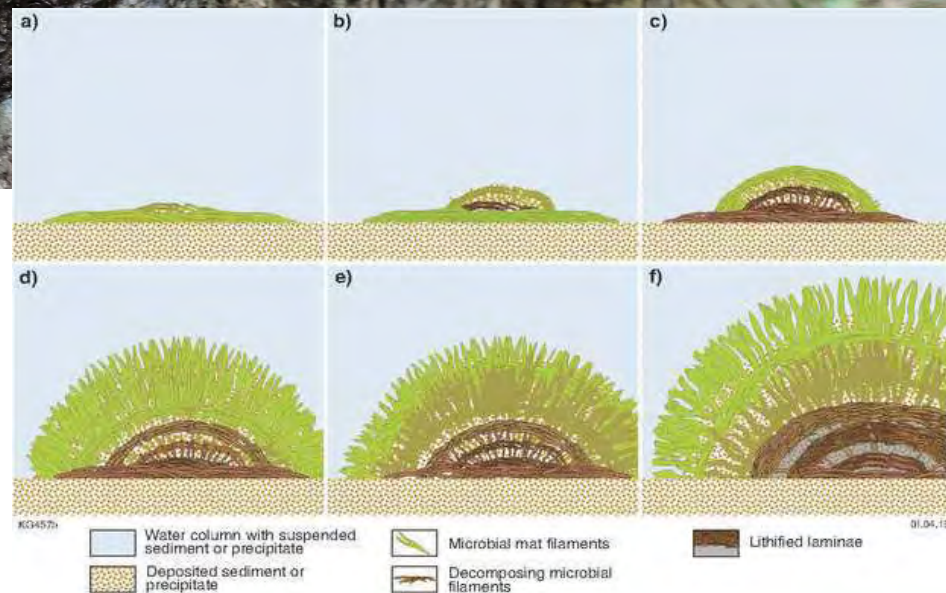 a)
b)
c)
d)
e)
f)
KG457b
Water column with suspended
sediment or precipitate
Deposited sediment or
precipitate
Microbial mat filaments
Decomposing microbial
filaments
Lithified laminae